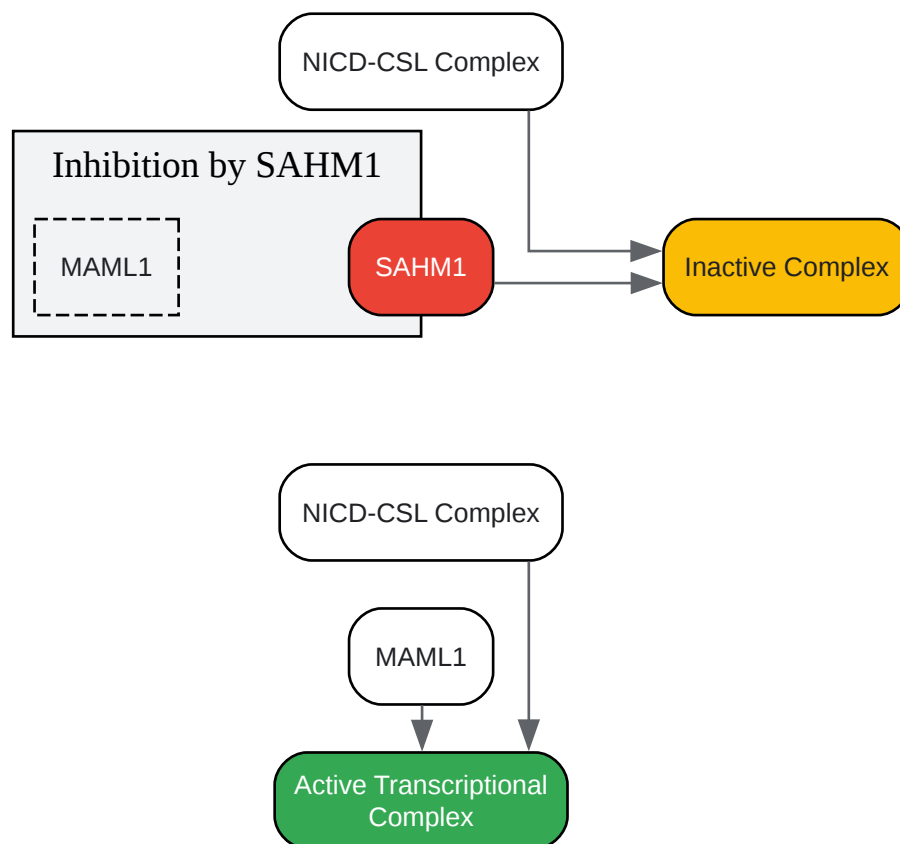 NICD-CSL Complex
Inhibition by SAHM1
MAML1
SAHM1
Inactive Complex
NICD-CSL Complex
MAML1
Active Transcriptional
Complex